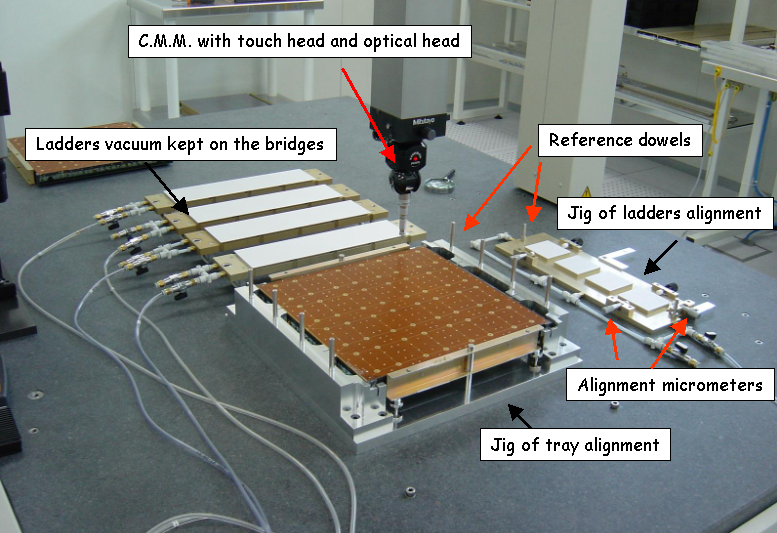 C.M.M. with touch head and optical head
Ladders vacuum kept on the bridges
Reference dowels
Jig of ladders alignment
Mitutoyo
Alignment micrometers
Jig of tray alignment